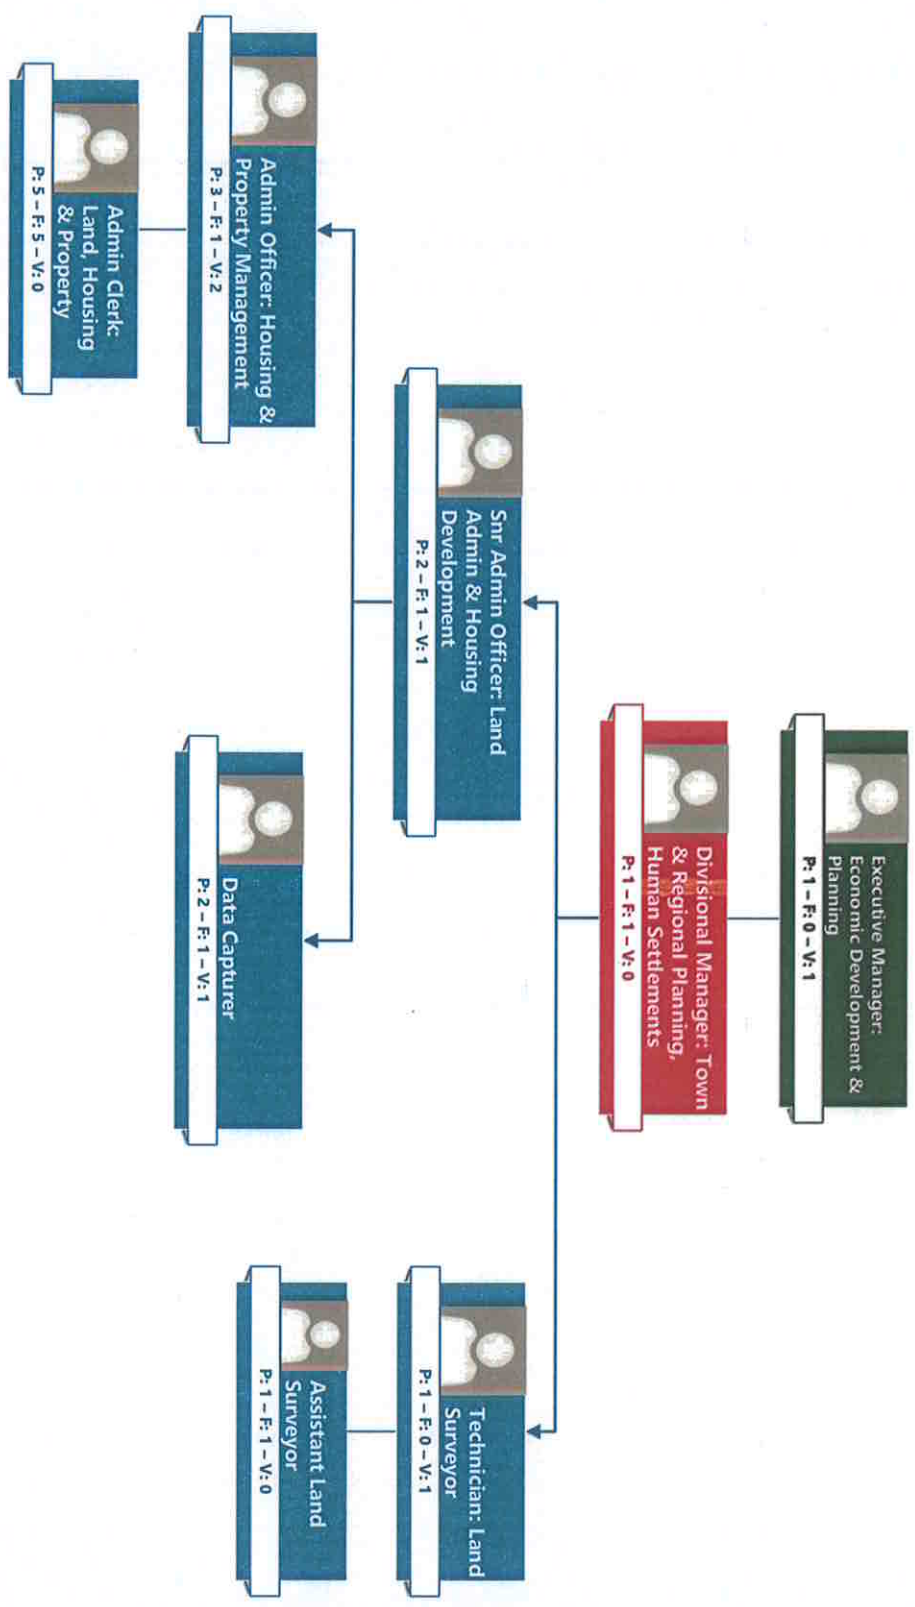 Executive Manager:
Economic Development &
Planning
P: 1 – F: 0 – V: 1
Divisional Manager: Town
& Regional Planning,
Human Settlements
P: 1 – F: 1 – V: 0
Snr Admin Officer: Land
Admin & Housing
Development
P: 2 – F: 1 – V: 1
Technician: Land
Surveyor
P: 1 – F: 0 – V: 1
Admin Officer: Housing &
Property Management
P: 3 – F: 1 – V: 2
Data Capturer
P: 2 – F: 1 – V: 1
Assistant Land
Surveyor
P: 1 – F: 1 – V: 0
Admin Clerk:
Land, Housing
& Property
P: 5 – F: 5 – V: 0